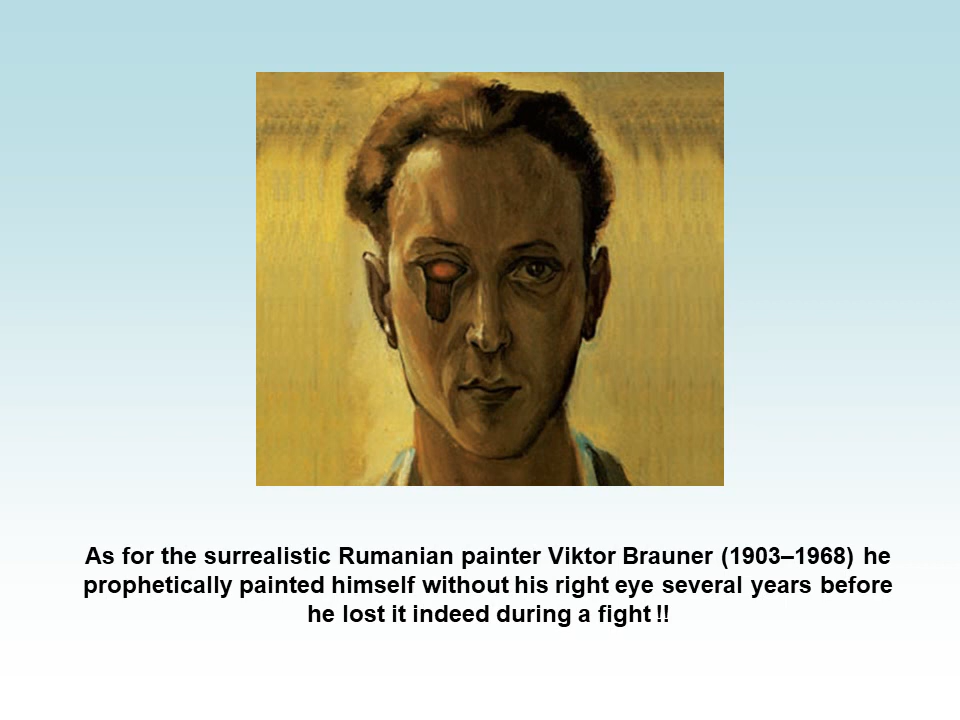 As for the surrealistic Rumanian painter Viktor Brauner (1903–1968) he
prophetically painted himself without his right eye several years before
he lost it indeed during a fight !!